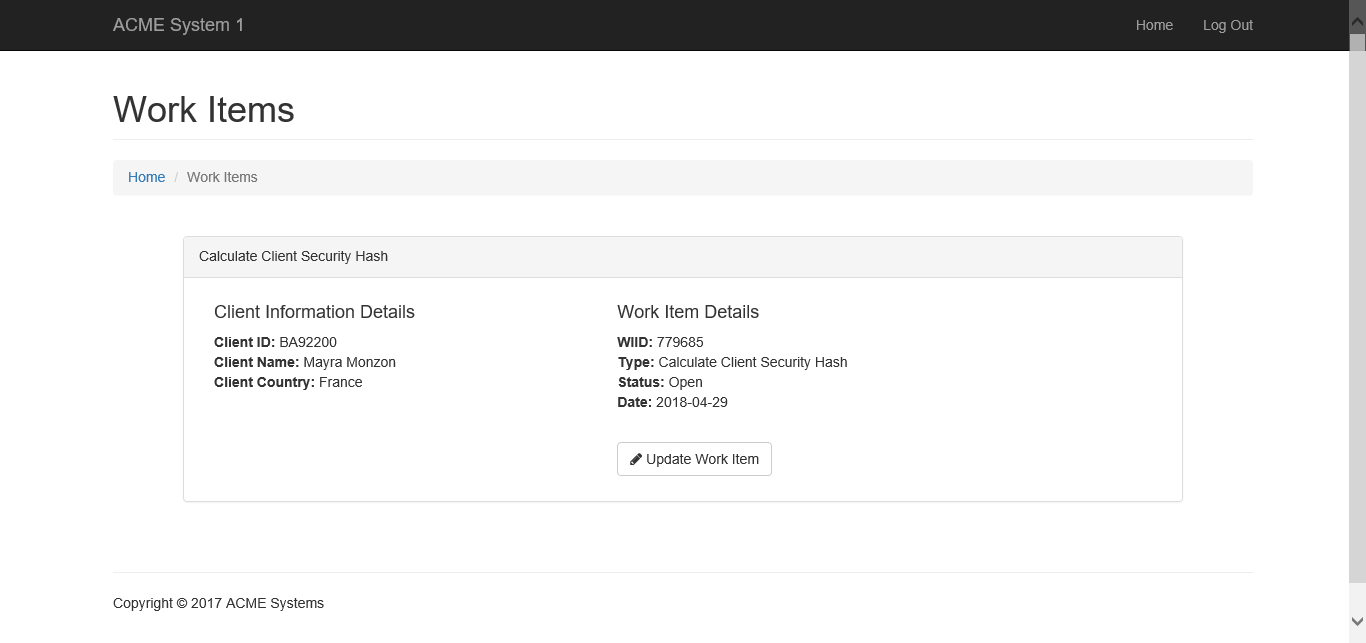 ACME System 1
Home
Log Out
Work Items
Home / Work Items
Calculate Client Security Hash
Client Information Details
Client ID: BA92200
Client Name: Mayra Monzon
Client Country: France
Work Item Details
WIID: 779685
Type: Calculate Client Security Hash
Status: Open
Date: 2018-04-29
Update Work Item
Copyright © 2017 ACME Systems